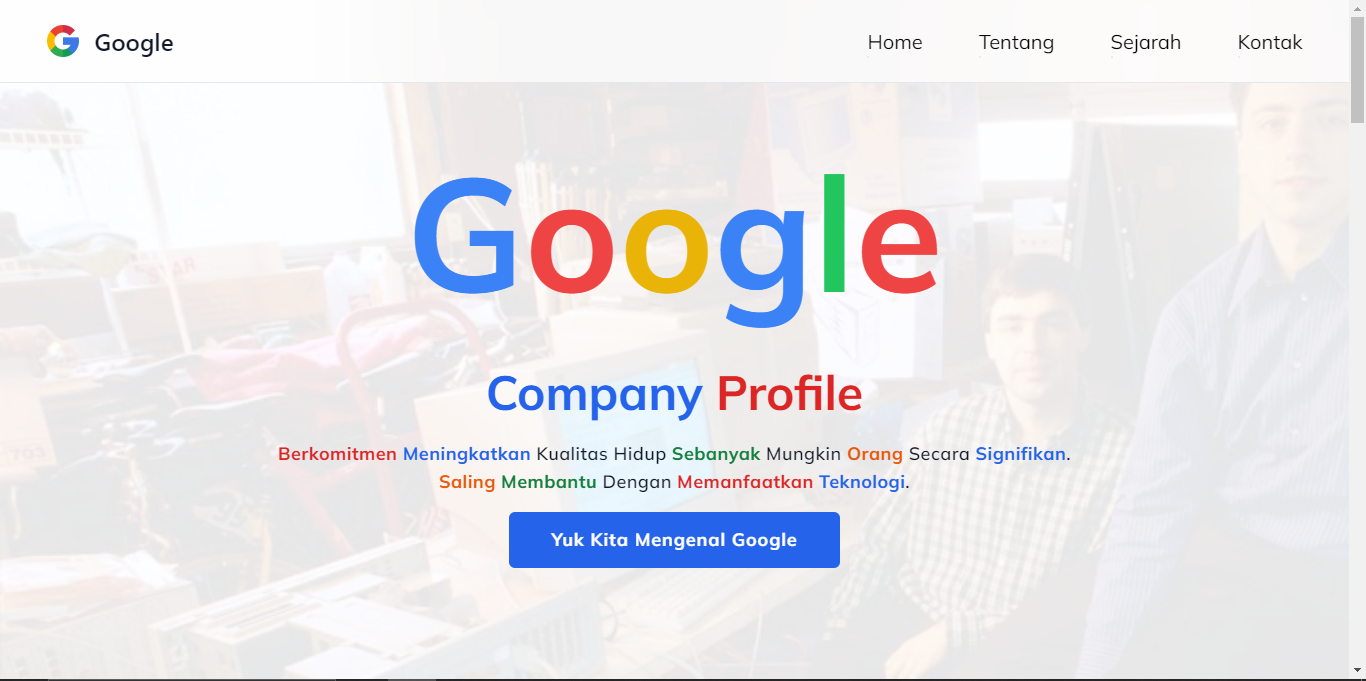 Google
Home Tentang Sejarah Kontak
Google
Company Profile
Berkomitmen Meningkatkan Kualitas Hidup Sebanyak Mungkin Orang Secara Signifikan.
Saling Membantu Dengan Memanfaatkan Teknologi.
Yuk Kita Mengenal Google